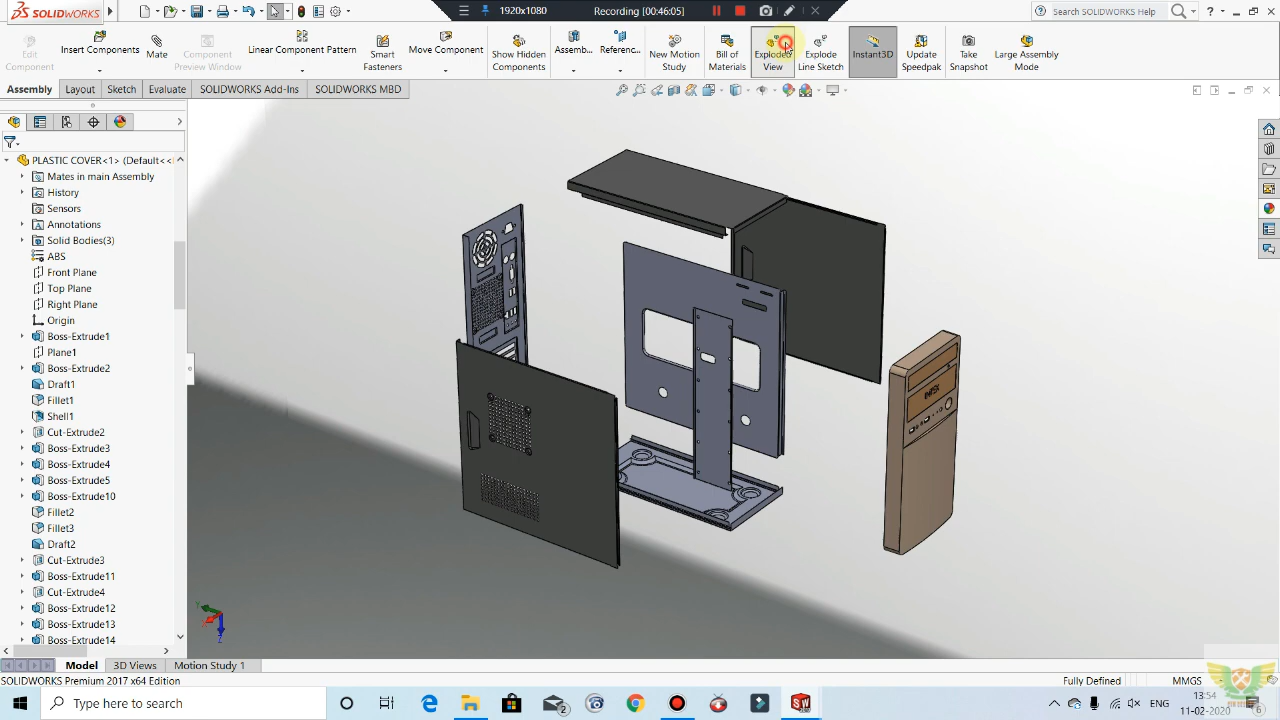 SOLIDWORKS
1920x1080
Recording [00:46:05]
Search SOLIDWORKS Help
Edit Component
Insert Components
Mate
Component Preview Window
Linear Component Pattern
Smart Fasteners
Move Component
Show Hidden Components
Assemb...
Referenc...
New Motion Study
Bill of Materials
Exploded View
Explode Line Sketch
Instant3D
Update Speedpak
Take Snapshot
Large Assembly Mode
Assembly
Layout
Sketch
Evaluate
SOLIDWORKS Add-Ins
SOLIDWORKS MBD
PLASTIC COVER<1> (Default<<
Mates in main Assembly
History
Sensors
Annotations
Solid Bodies(3)
ABS
Front Plane
Top Plane
Right Plane
Origin
Boss-Extrude1
Plane1
Boss-Extrude2
Draft1
Fillet1
Shell1
Cut-Extrude2
Boss-Extrude3
Boss-Extrude4
Boss-Extrude5
Boss-Extrude10
Fillet2
Fillet3
Draft2
Cut-Extrude3
Boss-Extrude11
Cut-Extrude4
Boss-Extrude12
Boss-Extrude13
Boss-Extrude14
INTEX
Model
3D Views
Motion Study 1
SOLIDWORKS Premium 2017 x64 Edition
Fully Defined
MMGS
Type here to search
2
ENG
13:54
11-02-2020
6